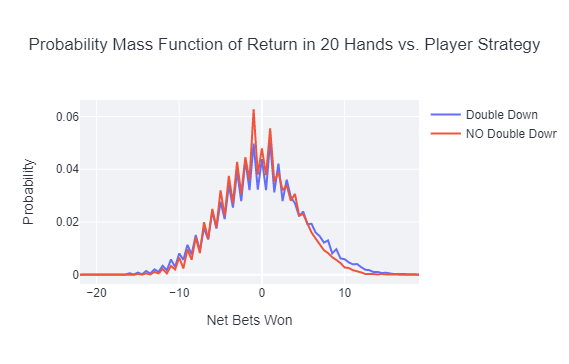 Probability Mass Function of Return in 20 Hands vs. Player Strategy
Double Down
NO Double Dowr
0.06
0.04
0.02
0
Probability
−20
−10
0
10
Net Bets Won